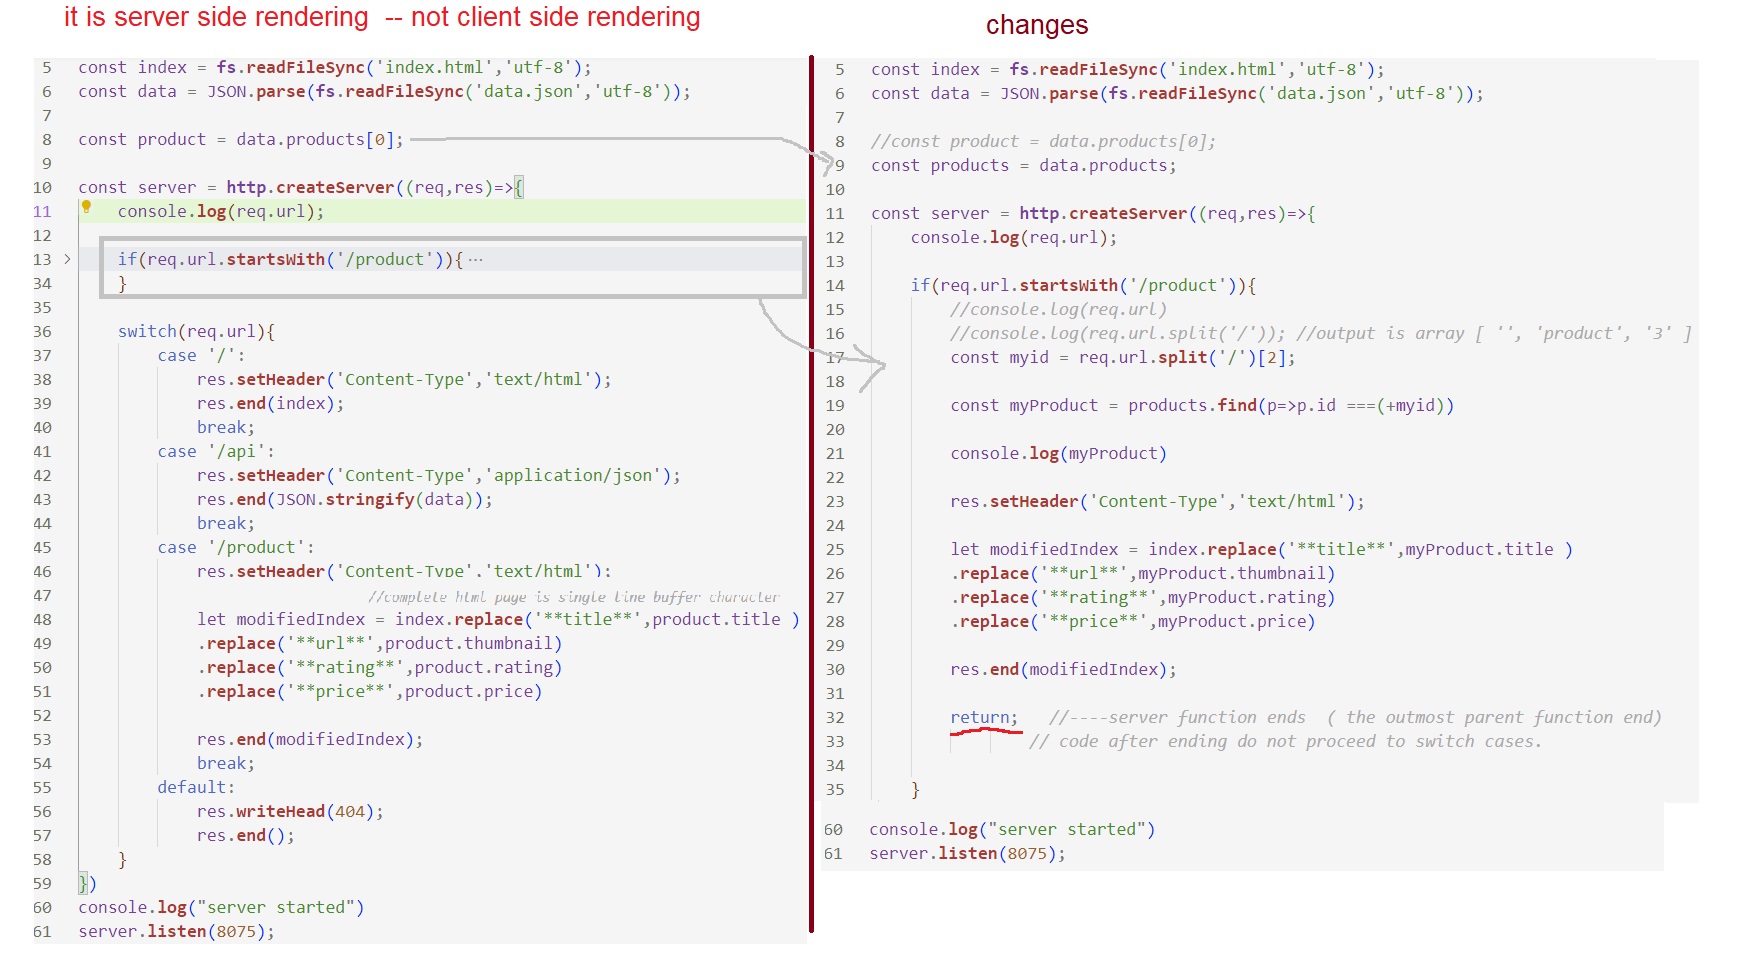 it is server side rendering  -- not client side rendering
5 const index = fs.readFileSync('index.html','utf-8');
6 const data = JSON.parse(fs.readFileSync('data.json','utf-8'));
7
8 const product = data.products[0];
9
10 const server = http.createServer((req,res)=>{
11 console.log(req.url);
12
13 > if(req.url.startsWith('/product')){ ...
34 }
35
36 switch(req.url){
37 case '/':
38 res.setHeader('Content-Type','text/html');
39 res.end(index);
40 break;
41 case '/api':
42 res.setHeader('Content-Type','application/json');
43 res.end(JSON.stringify(data));
44 break;
45 case '/product':
46 res.setHeader('Content-Type','text/html');
47 //complete html page is single line buffer character
48 let modifiedIndex = index.replace('**title**',product.title )
49 .replace('**url**',product.thumbnail)
50 .replace('**rating**',product.rating)
51 .replace('**price**',product.price)
52
53 res.end(modifiedIndex);
54 break;
55 default:
56 res.writeHead(404);
57 res.end();
58 }
59 })
60 console.log("server started")
61 server.listen(8075);
changes
5 const index = fs.readFileSync('index.html','utf-8');
6 const data = JSON.parse(fs.readFileSync('data.json','utf-8'));
7
8 //const product = data.products[0];
9 const products = data.products;
10
11 const server = http.createServer((req,res)=>{
12 console.log(req.url);
13
14 if(req.url.startsWith('/product')){
15 //console.log(req.url)
16 //console.log(req.url.split('/')); //output is array [ '', 'product', '3' ]
17 const myid = req.url.split('/')[2];
18
19 const myProduct = products.find(p=>p.id ===(+myid))
20
21 console.log(myProduct)
22
23 res.setHeader('Content-Type','text/html');
24
25 let modifiedIndex = index.replace('**title**',myProduct.title )
26 .replace('**url**',myProduct.thumbnail)
27 .replace('**rating**',myProduct.rating)
28 .replace('**price**',myProduct.price)
29
30 res.end(modifiedIndex);
31
32 return; //----server function ends ( the outmost parent function end)
33 // code after ending do not proceed to switch cases.
34
35 }
60 console.log("server started")
61 server.listen(8075);